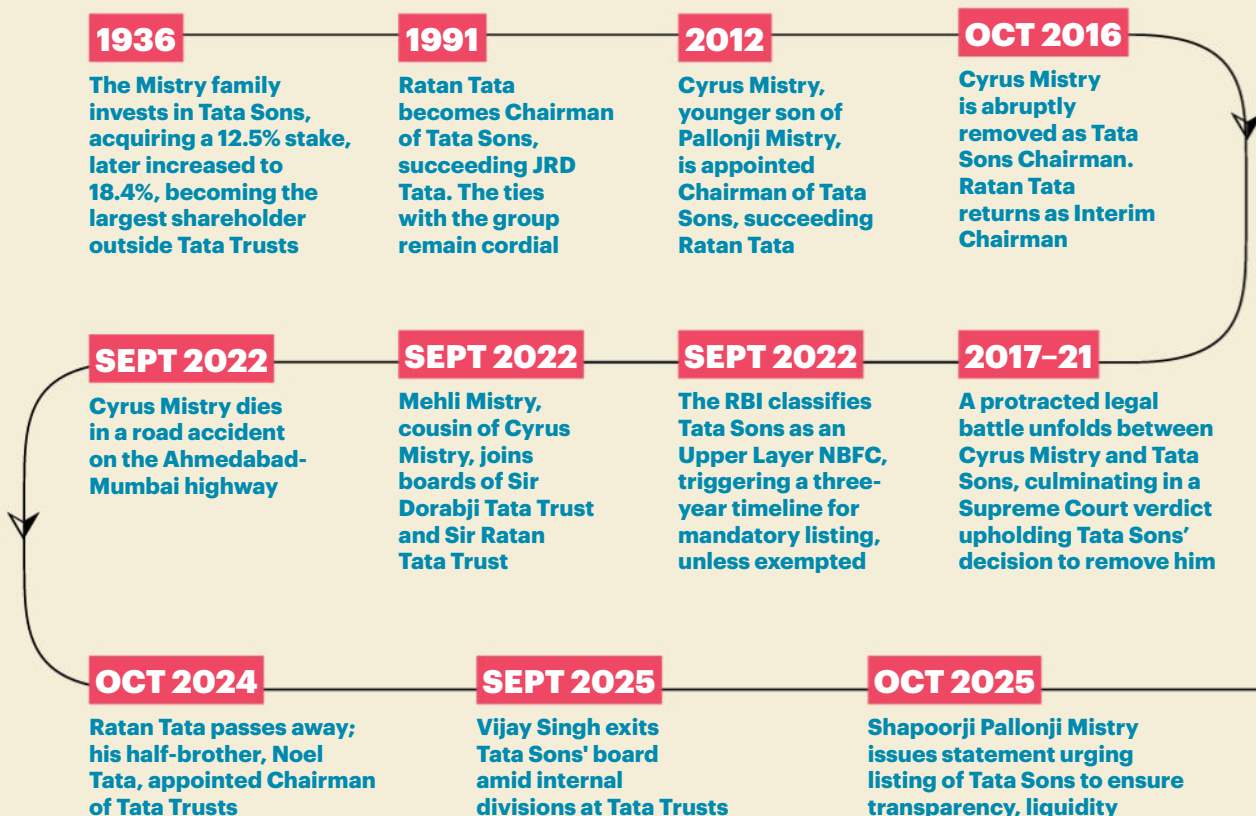 1936
The Mistry family
invests in Tata Sons,
acquiring a 12.5% stake,
later increased to
18.4%, becoming the
largest shareholder
outside Tata Trusts
1991
Ratan Tata
becomes Chairman
of Tata Sons,
succeeding JRD
Tata. The ties
with the group
remain cordial
2012
Cyrus Mistry,
younger son of
Pallonji Mistry,
is appointed
Chairman of Tata
Sons, succeeding
Ratan Tata
OCT 2016
Cyrus Mistry
is abruptly
removed as Tata
Sons Chairman.
Ratan Tata
returns as Interim
Chairman
2017–21
A protracted legal
battle unfolds between
Cyrus Mistry and Tata
Sons, culminating in a
Supreme Court verdict
upholding Tata Sons’
decision to remove him
SEPT 2022
The RBI classifies
Tata Sons as an
Upper Layer NBFC,
triggering a three-
year timeline for
mandatory listing,
unless exempted
SEPT 2022
Mehli Mistry,
cousin of Cyrus
Mistry, joins
boards of Sir
Dorabji Tata Trust
and Sir Ratan
Tata Trust
SEPT 2022
Cyrus Mistry dies
in a road accident
on the Ahmedabad-
Mumbai highway
OCT 2024
Ratan Tata passes away;
his half-brother, Noel
Tata, appointed Chairman
of Tata Trusts
SEPT 2025
Vijay Singh exits
Tata Sons' board
amid internal
divisions at Tata Trusts
OCT 2025
Shapoorji Pallonji Mistry
issues statement urging
listing of Tata Sons to ensure
transparency, liquidity